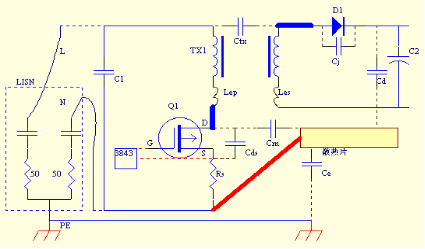 D1
L
TX1
Ctx
Cj
C2
LISN
C1
Lep
Les
Cd
N
Q1
D
Cm
G
3843
S
Cds
散热片
50
50
Rs
Ce
PE